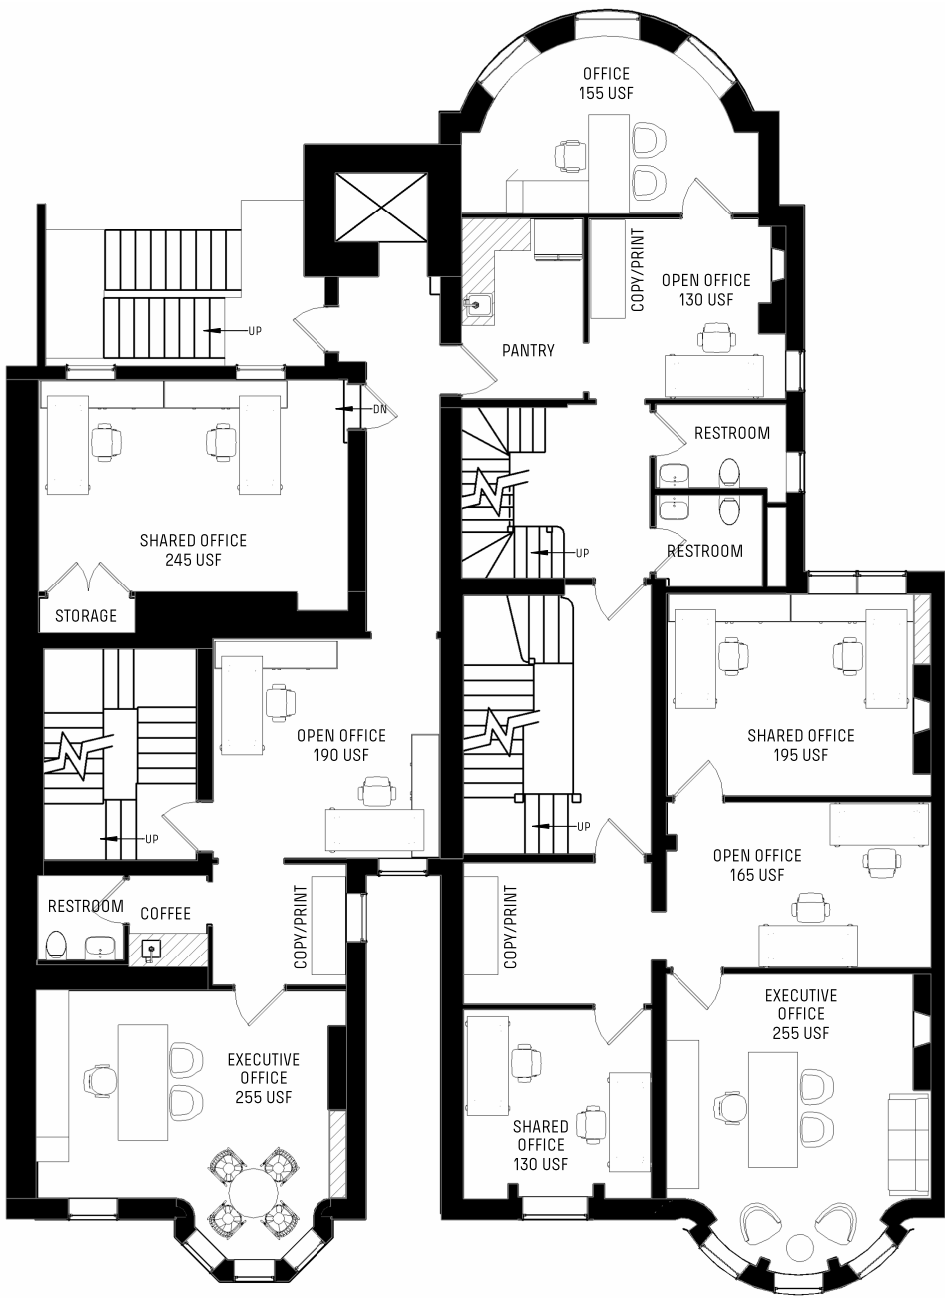 OFFICE
155 USF
COPY/PRINT
OPEN OFFICE
130 USF
UP
PANTRY
DN
RESTROOM
SHARED OFFICE
245 USF
UP
RESTROOM
STORAGE
OPEN OFFICE
190 USF
SHARED OFFICE
195 USF
UP
UP
OPEN OFFICE
165 USF
RESTROOM
COFFEE
COPY/PRINT
COPY/PRINT
EXECUTIVE
OFFICE
255 USF
EXECUTIVE
OFFICE
255 USF
SHARED
OFFICE
130 USF